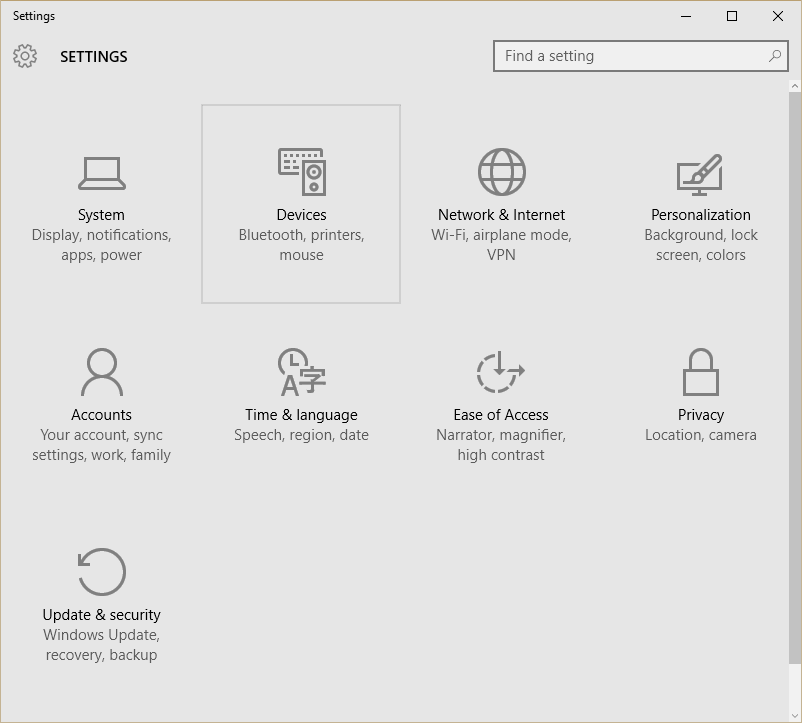 Settings
SETTINGS
Find a setting
System
Display, notifications,
apps, power
Devices
Bluetooth, printers,
mouse
Network & Internet
Wi-Fi, airplane mode,
VPN
Personalization
Background, lock
screen, colors
Accounts
Your account, sync
settings, work, family
Time & language
Speech, region, date
Ease of Access
Narrator, magnifier,
high contrast
Privacy
Location, camera
Update & security
Windows Update,
recovery, backup